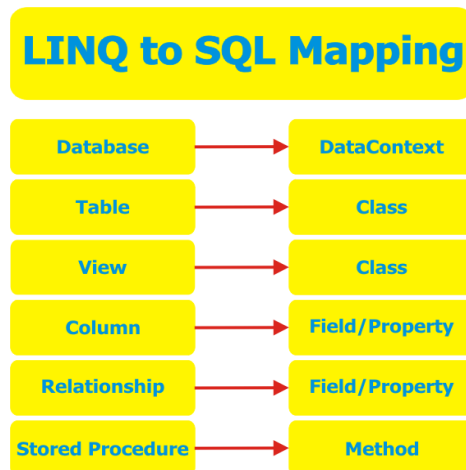 LINQ to SQL Mapping
Database DataContext
Table Class
View Class
Column Field/Property
Relationship Field/Property
Stored Procedure Method